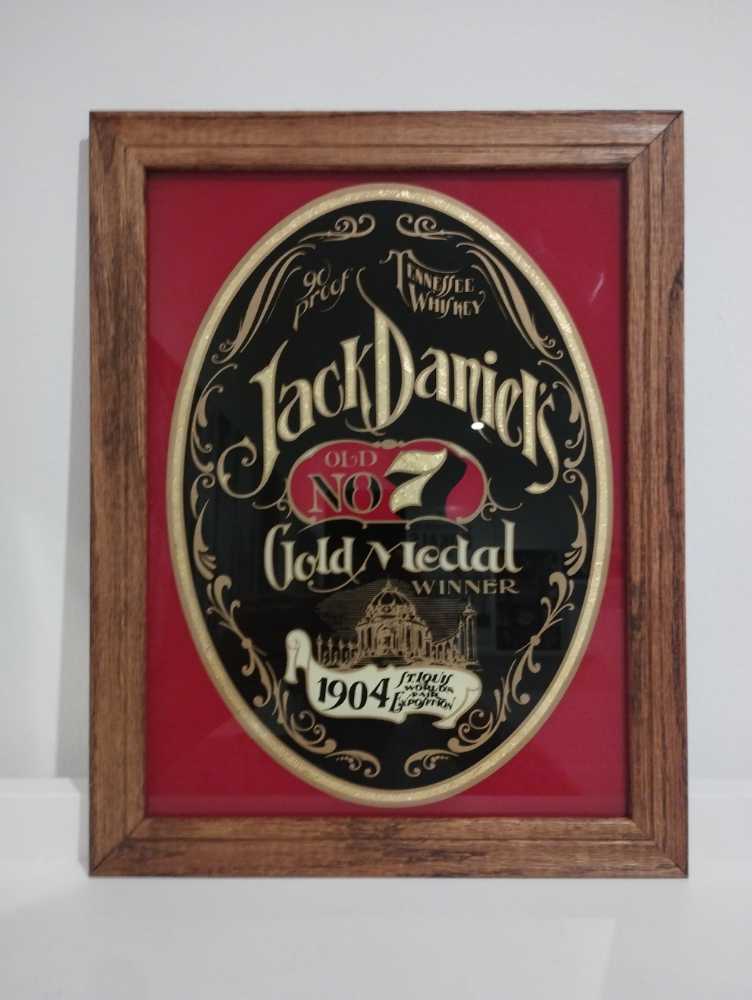 90 Proof
Tennessee Whiskey
Jack Daniel's
OLD
No 7
Gold Medal
WINNER
1904
St. Louis
World's
Fair
Exposition